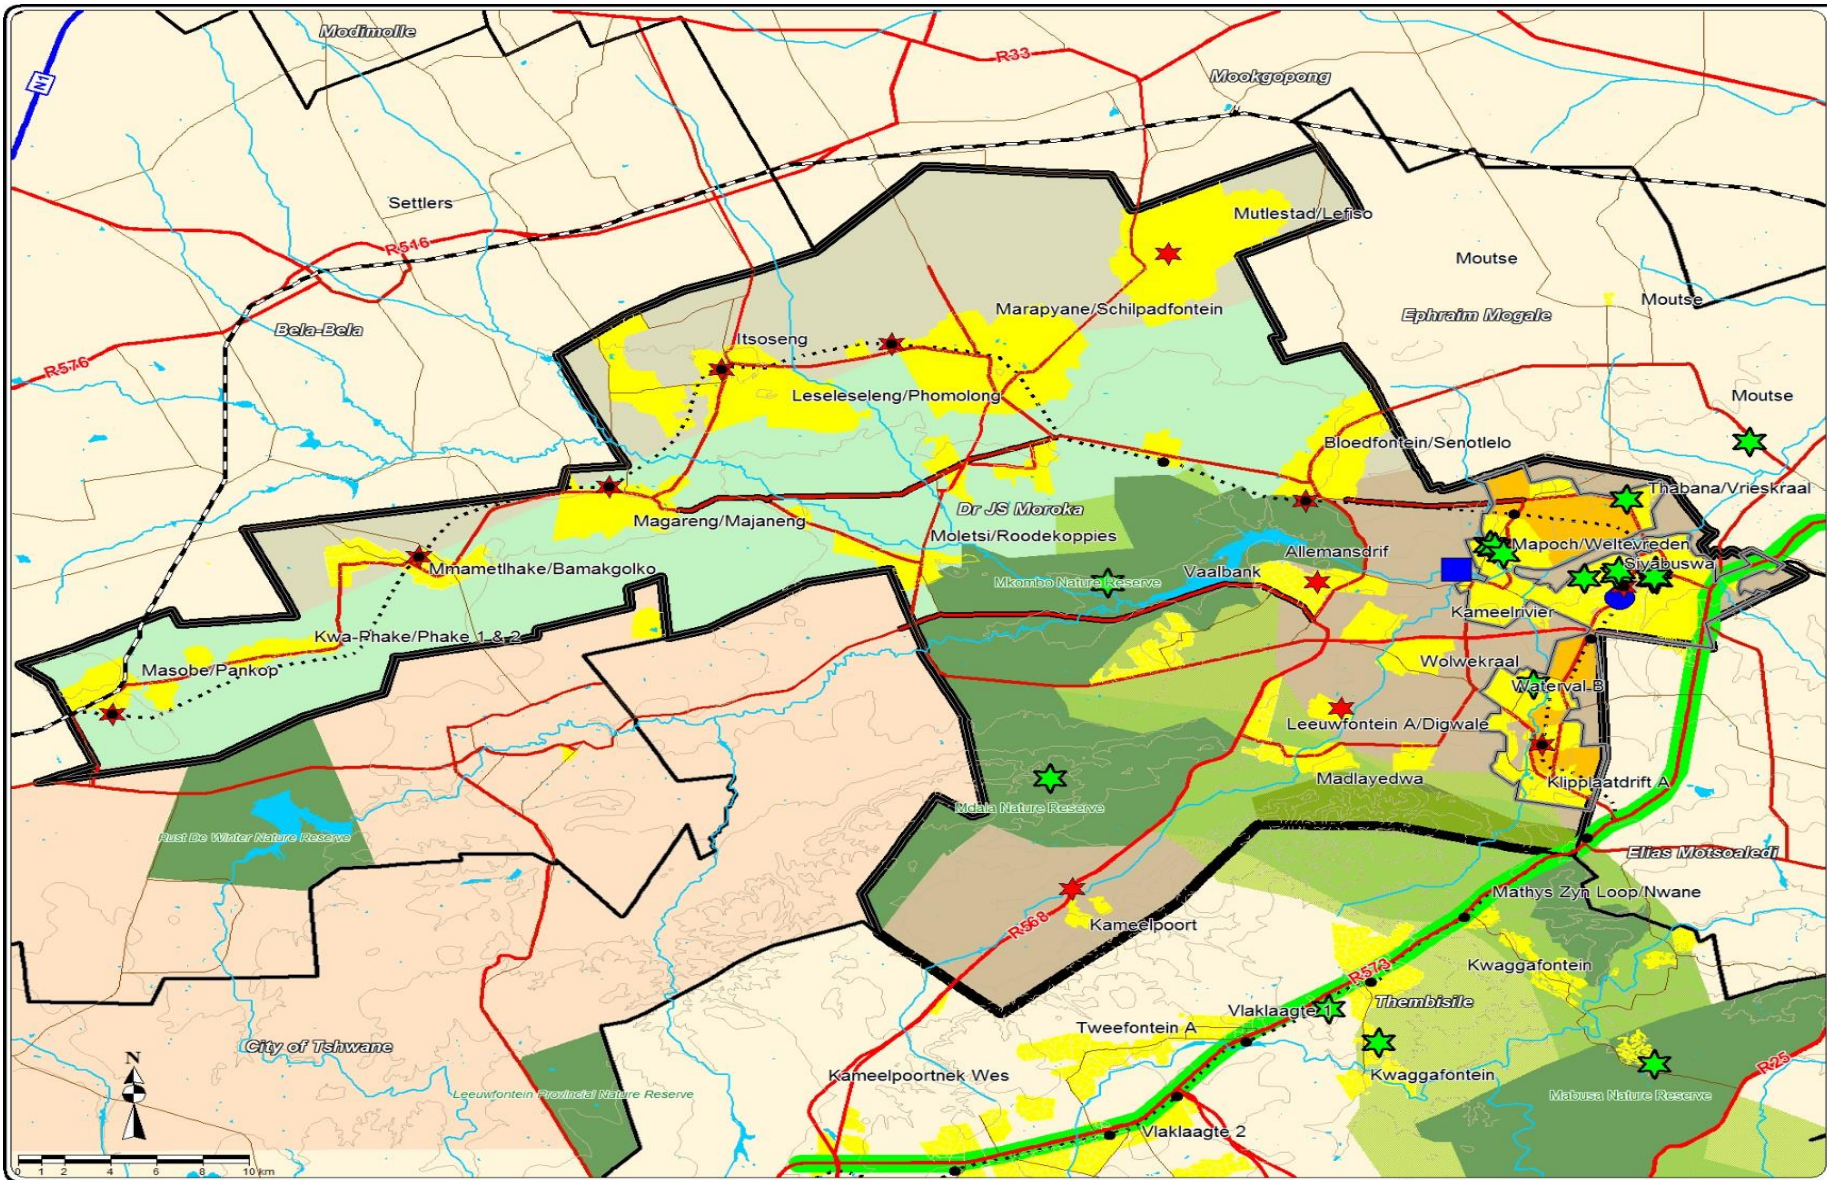 Modimolle
R33
Mookgopong
N1
Settlers
R516
Mutlestad/Lefiso
Moutse
Moutse
Bela-Bela
Ephraim Mogale
Marapyane/Schilpadfontein
Itsoseng
R576
Leseleseleng/Phomolong
Moutse
Bloedfontein/Senotlelo
Thabana/Vrieskraal
Dr JS Moroka
Magareng/Majaneng
Moletsi/Roodekoppies
Mapoch/Weltevreden
Allemansdrif
Siyabuswa
Mmametlhake/Bamakgolko
Vaalbank
Mkombo Nature Reserve
Kameelrivier
Kwa-Phake/Phake 1 & 2
Wolwekraal
Masobe/Pankop
Waterval B
Leeuwfontein A/Digwale
Madlayedwa
Klipplaatdrift A
Mdala Nature Reserve
Rust De Winter Nature Reserve
Elias Motsoaledi
Mathys Zyn Loop/Nwane
R568
Kameelpoort
Kwaggafontein
R573
Thembisile
Vlaklaagte 1
Tweefontein A
City of Tshwane
N
R25
Kameelpoortnek Wes
Kwaggafontein
Leeuwfontein Provincial Nature Reserve
Mabusa Nature Reserve
Vlaklaagte 2
0 1 2 4 6 8 10 km